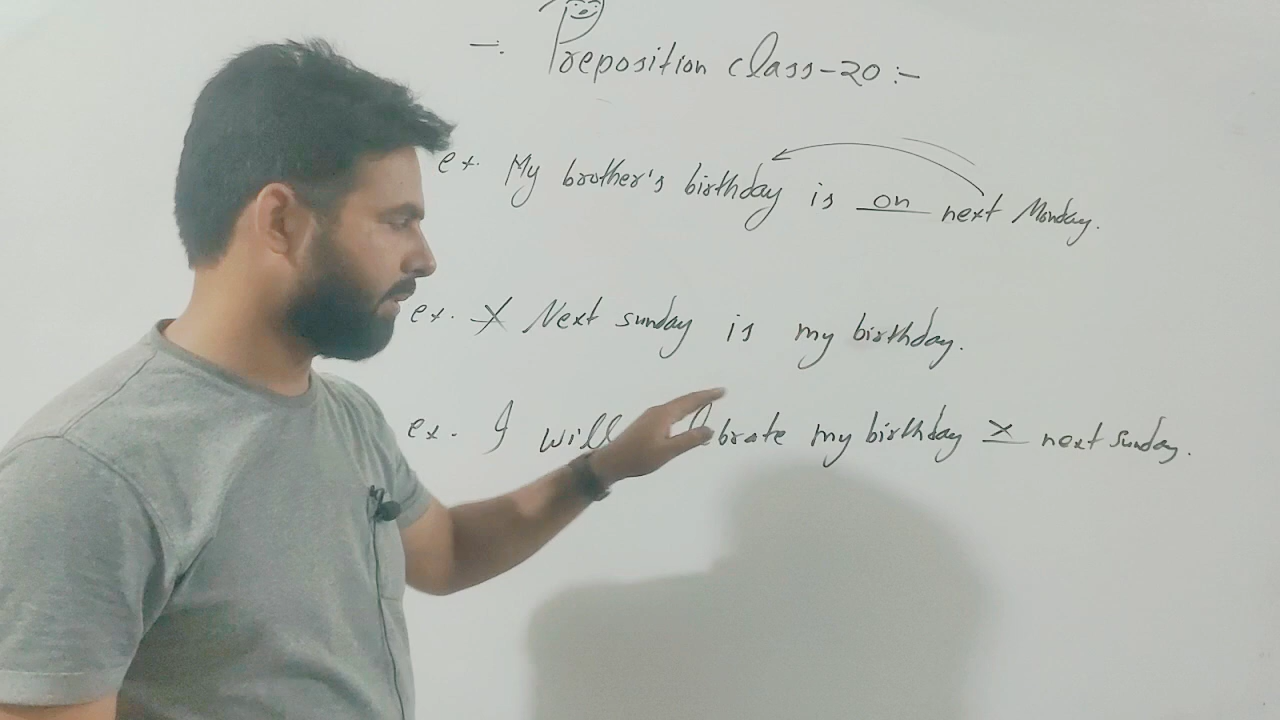 -: Preposition class-20 :-
ex. My brother's birthday is on next Monday.
ex. X Next sunday is my birthday.
ex. I will brate my birthday X next sunday.